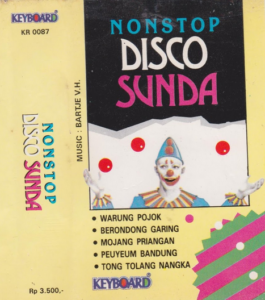 KEYBOARD
KR 0087
NONSTOP
DISCO SUNDA
MUSIC : BARTJE V.H.
Rp 3.500,-
NONSTOP
DISCO
SUNDA
• WARUNG POJOK
• BERONDONG GARING
• MOJANG PRIANGAN
• PEUYEUM BANDUNG
• TONG TOLANG NANGKA
KEYBOARD